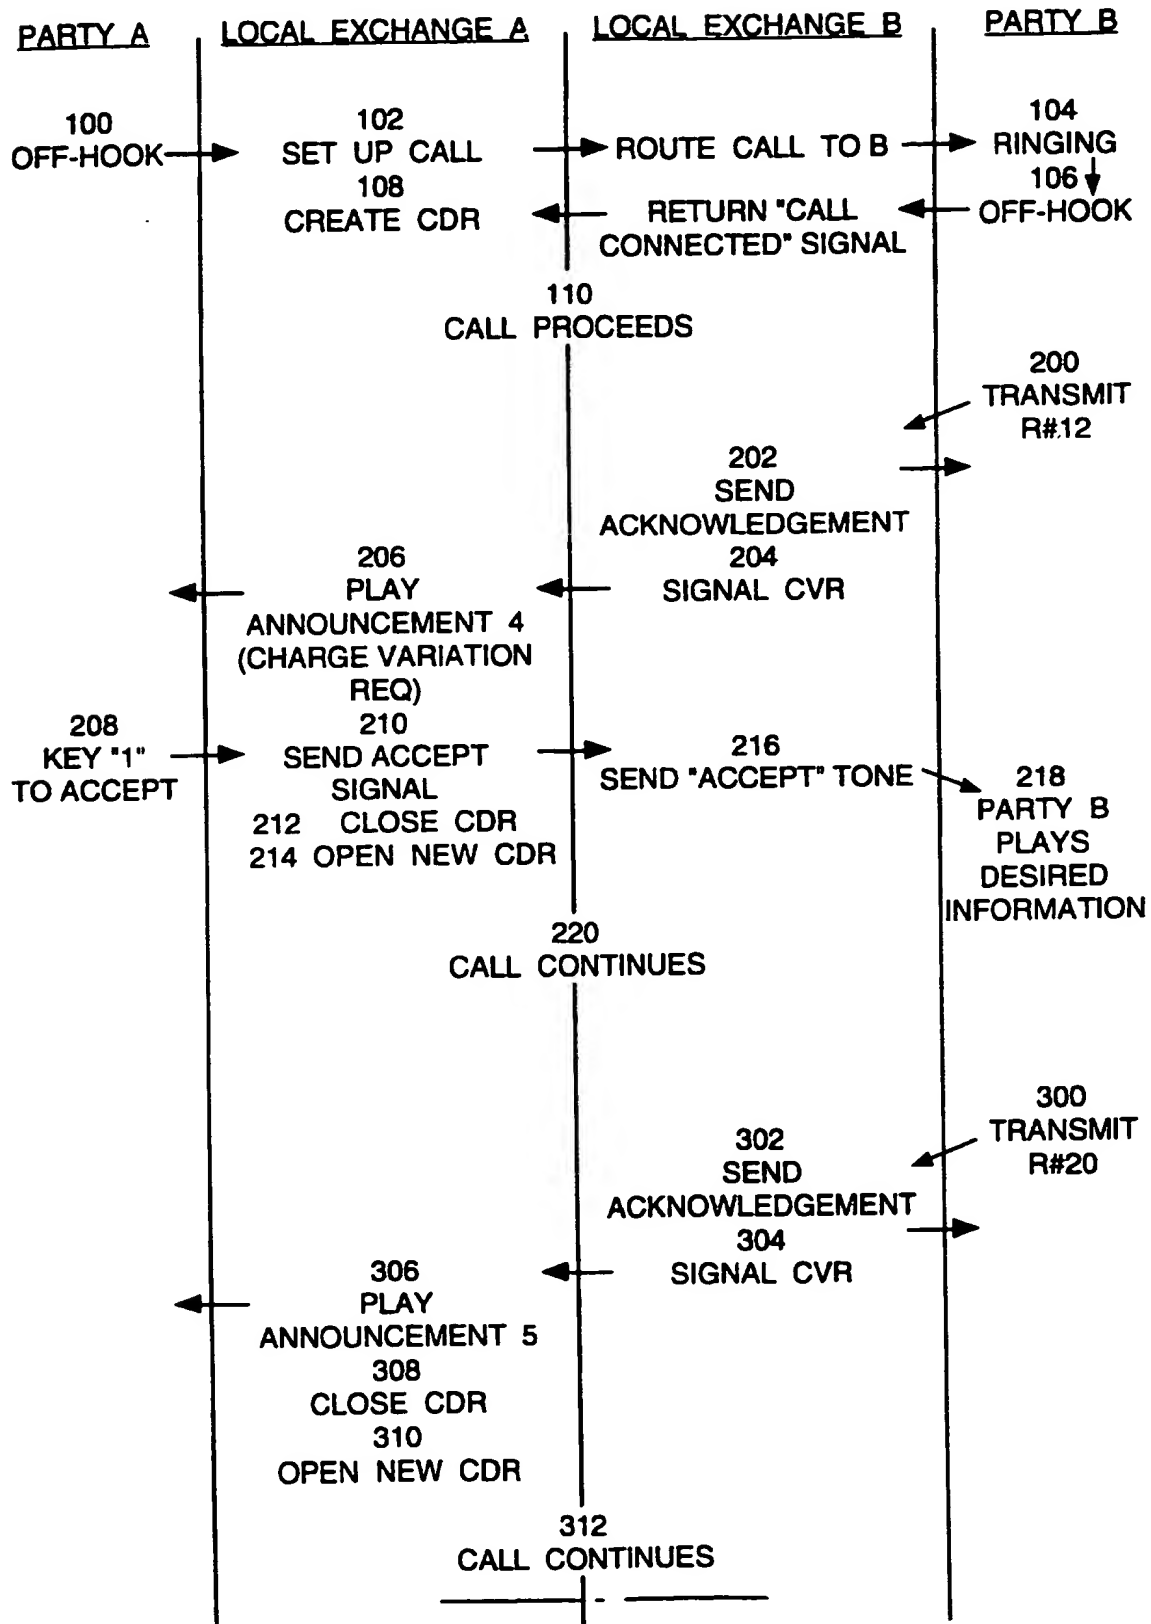 PARTY A LOCAL EXCHANGE A LOCAL EXCHANGE B PARTY B
100
OFF-HOOK
102
SET UP CALL
ROUTE CALL TO B
104
RINGING
108
CREATE CDR
RETURN "CALL
CONNECTED" SIGNAL
106
OFF-HOOK
110
CALL PROCEEDS
200
TRANSMIT
R#12
202
SEND
ACKNOWLEDGEMENT
204
SIGNAL CVR
206
PLAY
ANNOUNCEMENT 4
(CHARGE VARIATION
REQ)
208
KEY "1"
TO ACCEPT
210
SEND ACCEPT
SIGNAL
212 CLOSE CDR
214 OPEN NEW CDR
216
SEND "ACCEPT" TONE
218
PARTY B
PLAYS
DESIRED
INFORMATION
220
CALL CONTINUES
300
TRANSMIT
R#20
302
SEND
ACKNOWLEDGEMENT
304
SIGNAL CVR
306
PLAY
ANNOUNCEMENT 5
308
CLOSE CDR
310
OPEN NEW CDR
312
CALL CONTINUES